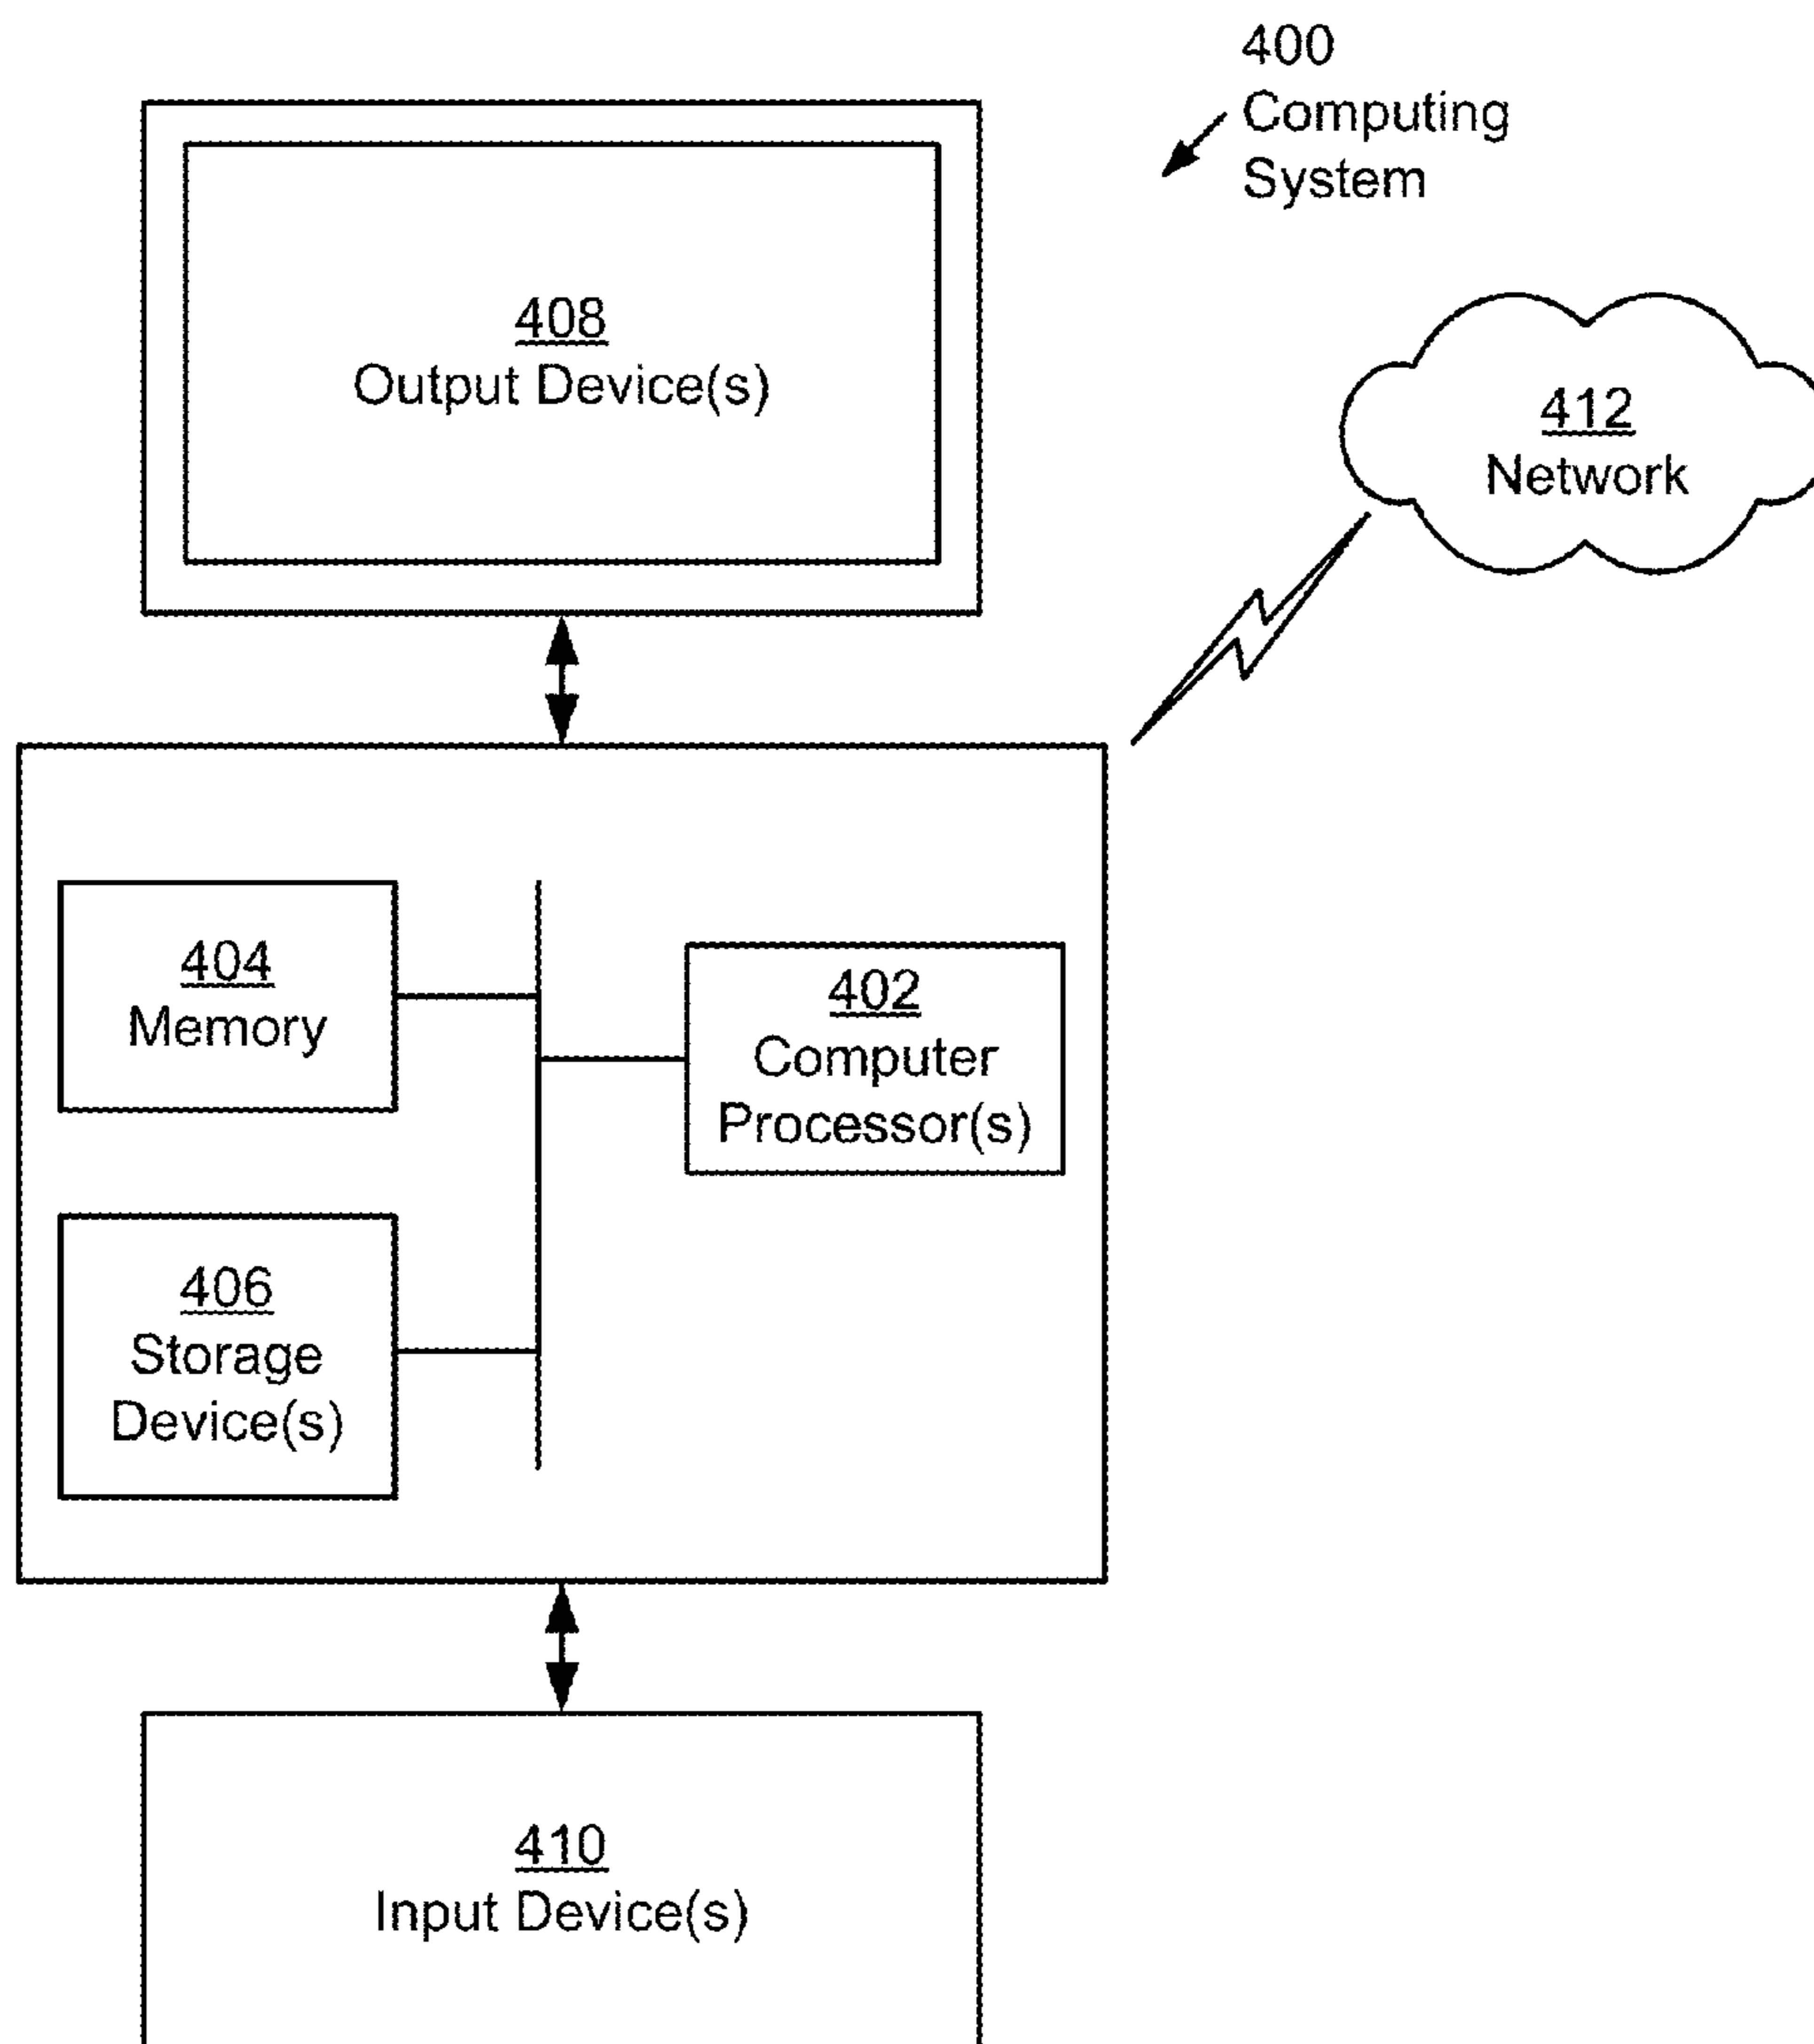 400
Computing
System
408
Output Device(s)
412
Network
404
Memory
402
Computer
Processor(s)
406
Storage
Device(s)
410
Input Device(s)